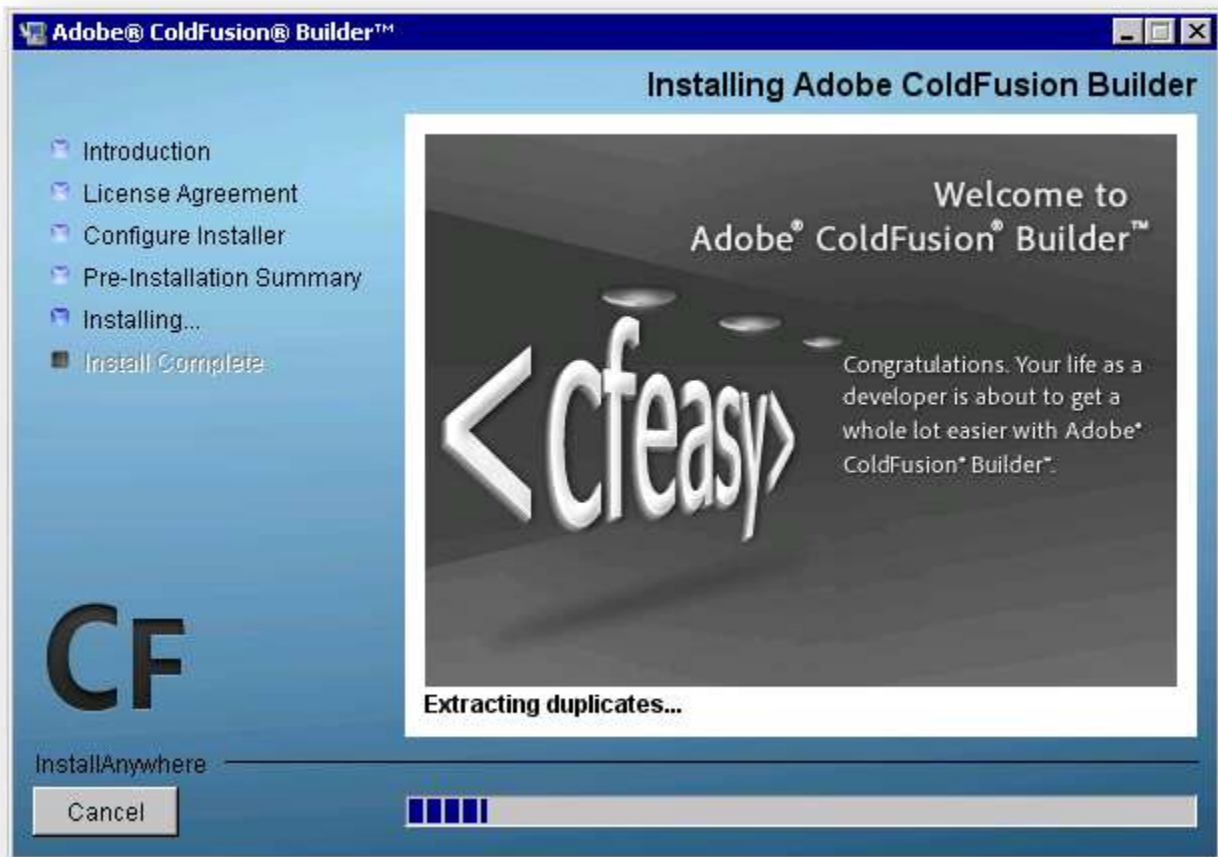 Adobe® ColdFusion® Builder™
Installing Adobe ColdFusion Builder
Introduction
License Agreement
Configure Installer
Pre-Installation Summary
Installing...
Install Complete
Welcome to
Adobe® ColdFusion® Builder™
<cfeasy>
Congratulations. Your life as a
developer is about to get a
whole lot easier with Adobe®
ColdFusion® Builder™.
CF
Extracting duplicates...
InstallAnywhere
Cancel